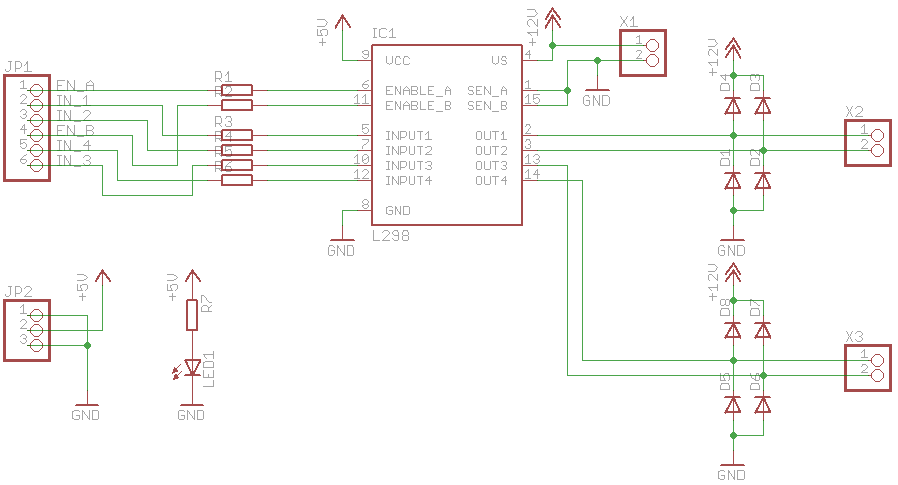 +5V
IC1
+12V
X1
1
2
GND
JP1
1 EN_A
2 IN_1
3 IN_2
4 EN_B
5 IN_4
6 IN_3
R1
R2
R3
R4
R5
R6
9 VCC VS 4
6 ENABLE_A SEN_A 1
11 ENABLE_B SEN_B 15
5 INPUT1 OUT1 2
7 INPUT2 OUT2 3
10 INPUT3 OUT3 13
12 INPUT4 OUT4 14
8 GND
L298
GND
+12V
D4 D3
D1 D2
GND
X2
1
2
JP2
1
2
3
+5V
GND
+5V
R7
LED1
GND
+12V
D8 D7
D5 D6
GND
X3
1
2